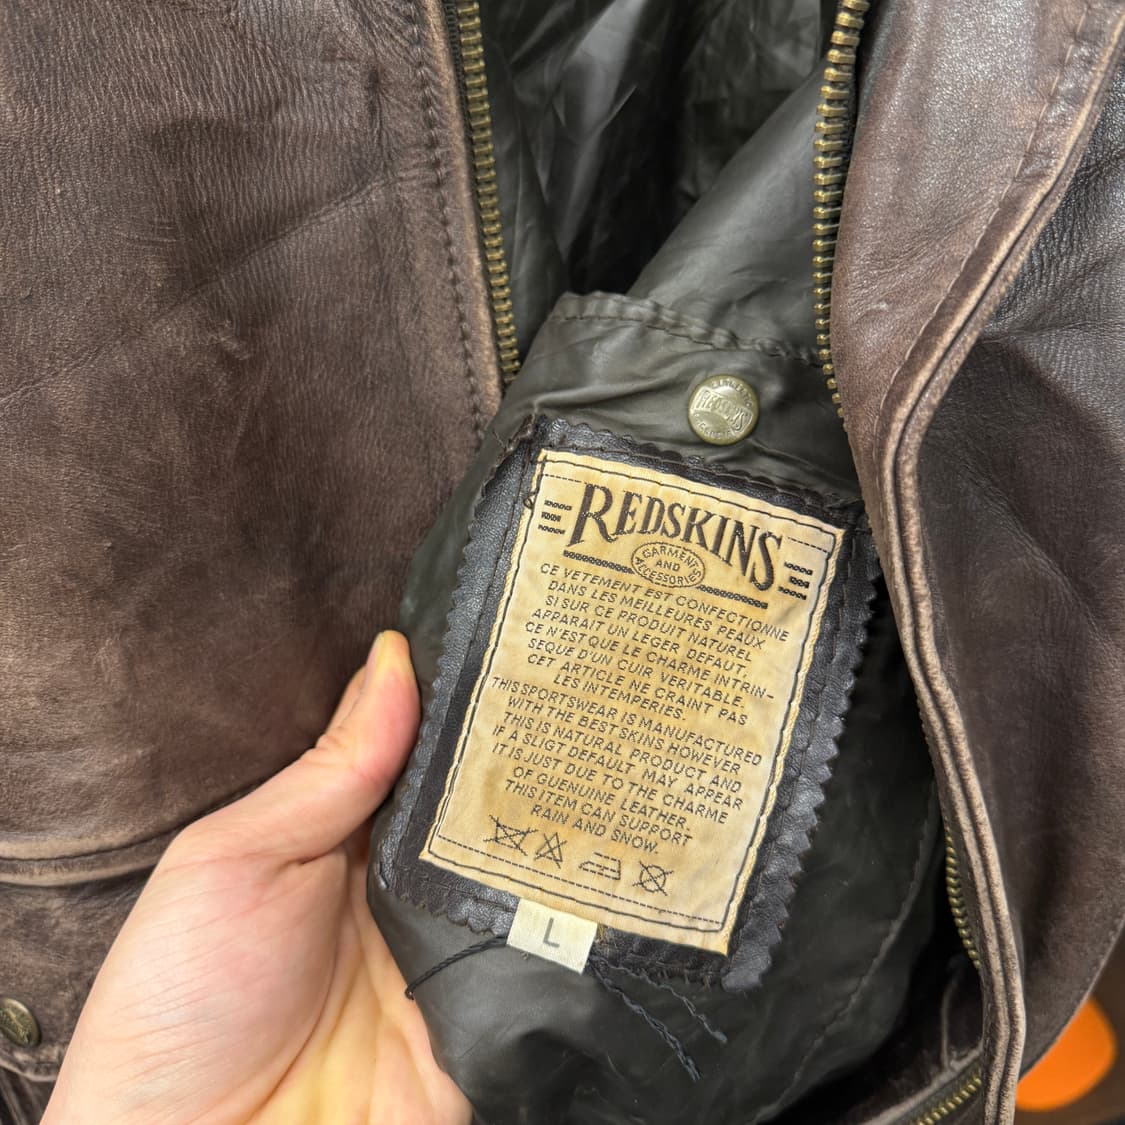 REDSKINS
REDSKINS
GARMENT
AND
ACCESSORIES
CE VETEMENT EST CONFECTIONNE
DANS LES MEILLEURES PEAUX
SI SUR CE PRODUIT NATUREL
APPARAIT UN LEGER DEFAUT,
CE N'EST QUE LE CHARME INTRIN-
SEQUE D'UN CUIR VERITABLE.
CET ARTICLE NE CRAINT PAS
LES INTEMPERIES.
THIS SPORTSWEAR IS MANUFACTURED
WITH THE BEST SKINS HOWEVER
THIS IS NATURAL PRODUCT AND
IF A SLIGT DEFAULT MAY APPEAR
IT IS JUST DUE TO THE CHARME
OF GUENUINE LEATHER.
THIS ITEM CAN SUPPORT
RAIN AND SNOW.
L